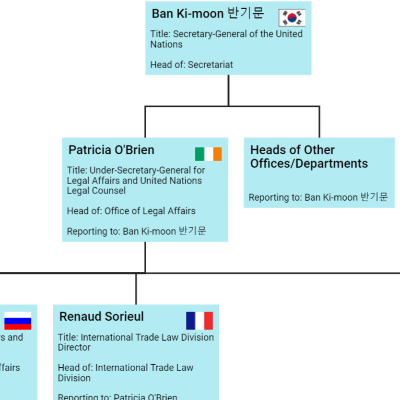 Ban Ki-moon 반기문
Title: Secretary-General of the United
Nations
Head of: Secretariat
Patricia O'Brien
Title: Under-Secretary-General for
Legal Affairs and United Nations
Legal Counsel
Head of: Office of Legal Affairs
Reporting to: Ban Ki-moon 반기문
Heads of Other
Offices/Departments
Reporting to: Ban Ki-moon 반기문
s and
ffairs
Renaud Sorieul
Title: International Trade Law Division
Director
Head of: International Trade Law
Division
Reporting to: Patricia O'Brien